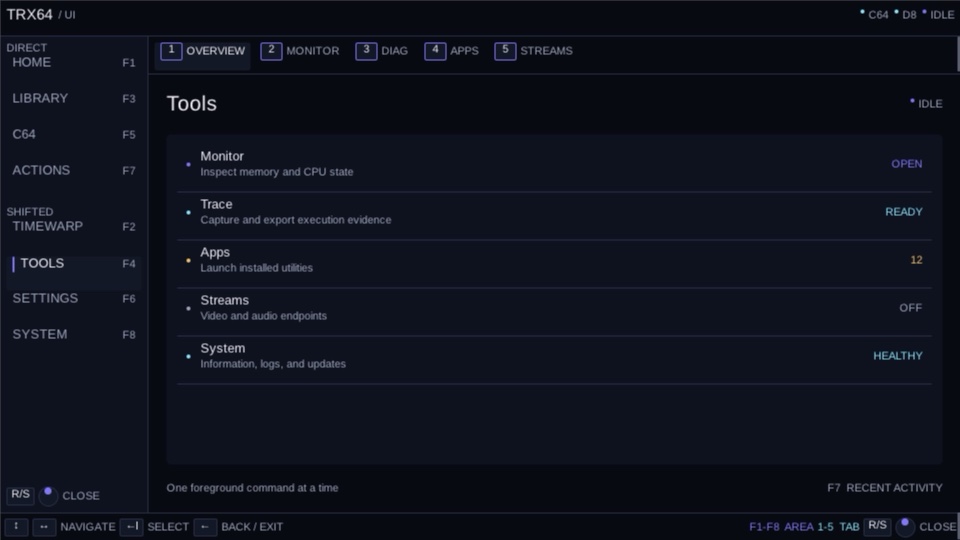 TRX64 / UI
C64 D8 IDLE
DIRECT
HOME F1
LIBRARY F3
C64 F5
ACTIONS F7
SHIFTED
TIMEWARP F2
TOOLS F4
SETTINGS F6
SYSTEM F8
R/S CLOSE
1 OVERVIEW 2 MONITOR 3 DIAG 4 APPS 5 STREAMS
Tools
IDLE
Monitor
Inspect memory and CPU state
OPEN
Trace
Capture and export execution evidence
READY
Apps
Launch installed utilities
12
Streams
Video and audio endpoints
OFF
System
Information, logs, and updates
HEALTHY
One foreground command at a time
F7 RECENT ACTIVITY
↕ ↔ NAVIGATE ←I SELECT ← BACK / EXIT
F1-F8 AREA 1-5 TAB R/S CLOSE